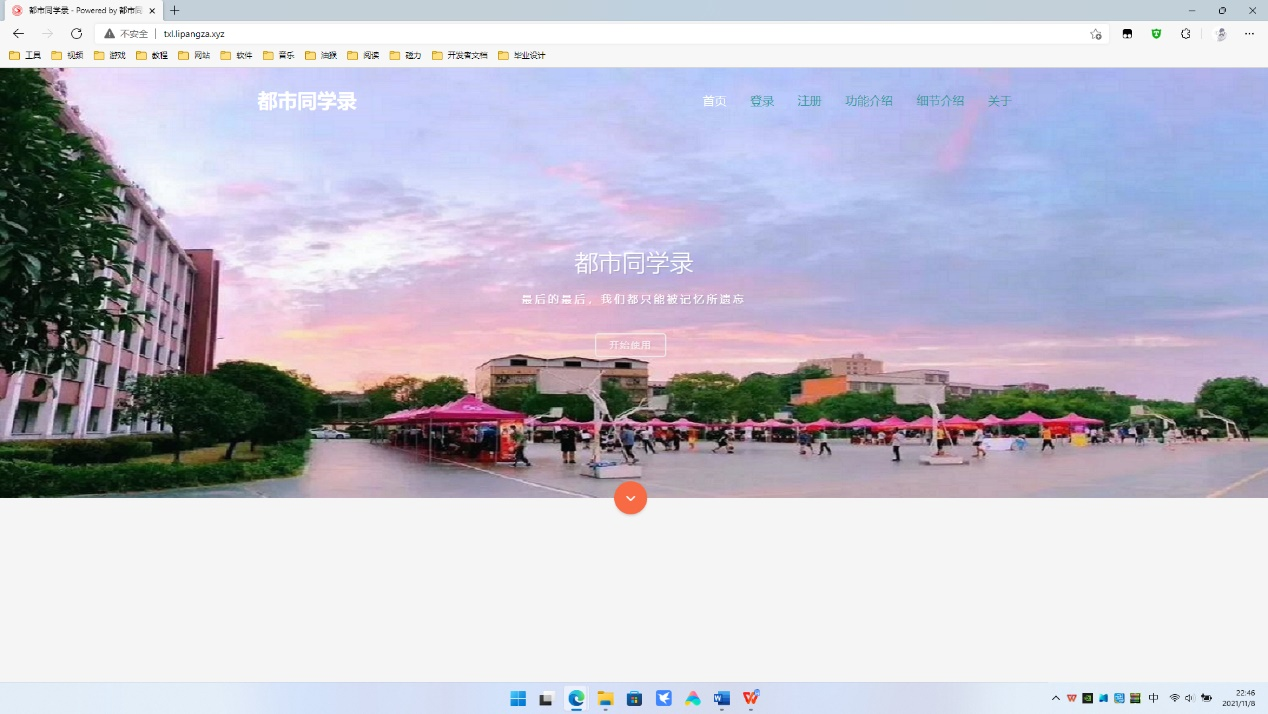 都市同学录 - Powered by 都市同
不安全 txl.lipangza.xyz
工具 视频 游戏 教程 网站 软件 音乐 油猴 阅读 磁力 开发者文档 毕业设计
都市同学录
首页 登录 注册 功能介绍 细节介绍 关于
都市同学录
最后的最后，我们都只能被记忆所遗忘
开始使用
中
22:46
2021/11/8